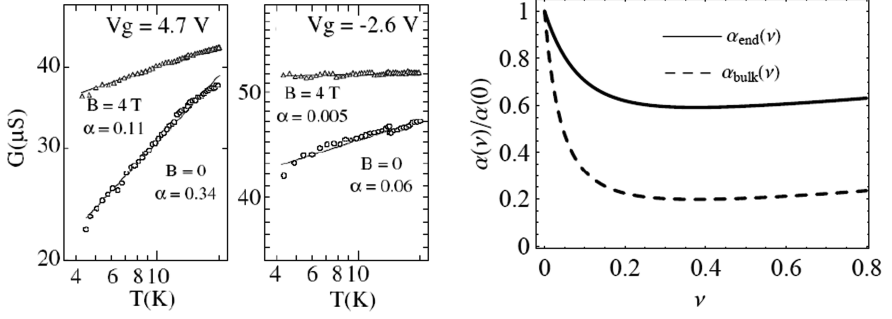 Vg = 4.7 V
G(μS)
40
30
20
B = 4 T
α = 0.11
B = 0
α = 0.34
4 6 8 10
T(K)
Vg = -2.6 V
50
40
B = 4 T
α = 0.005
B = 0
α = 0.06
4 6 8 10
T(K)
α(ν)/α(0)
1
0.8
0.6
0.4
0.2
0
αend(ν)
αbulk(ν)
0 0.2 0.4 0.6 0.8
ν